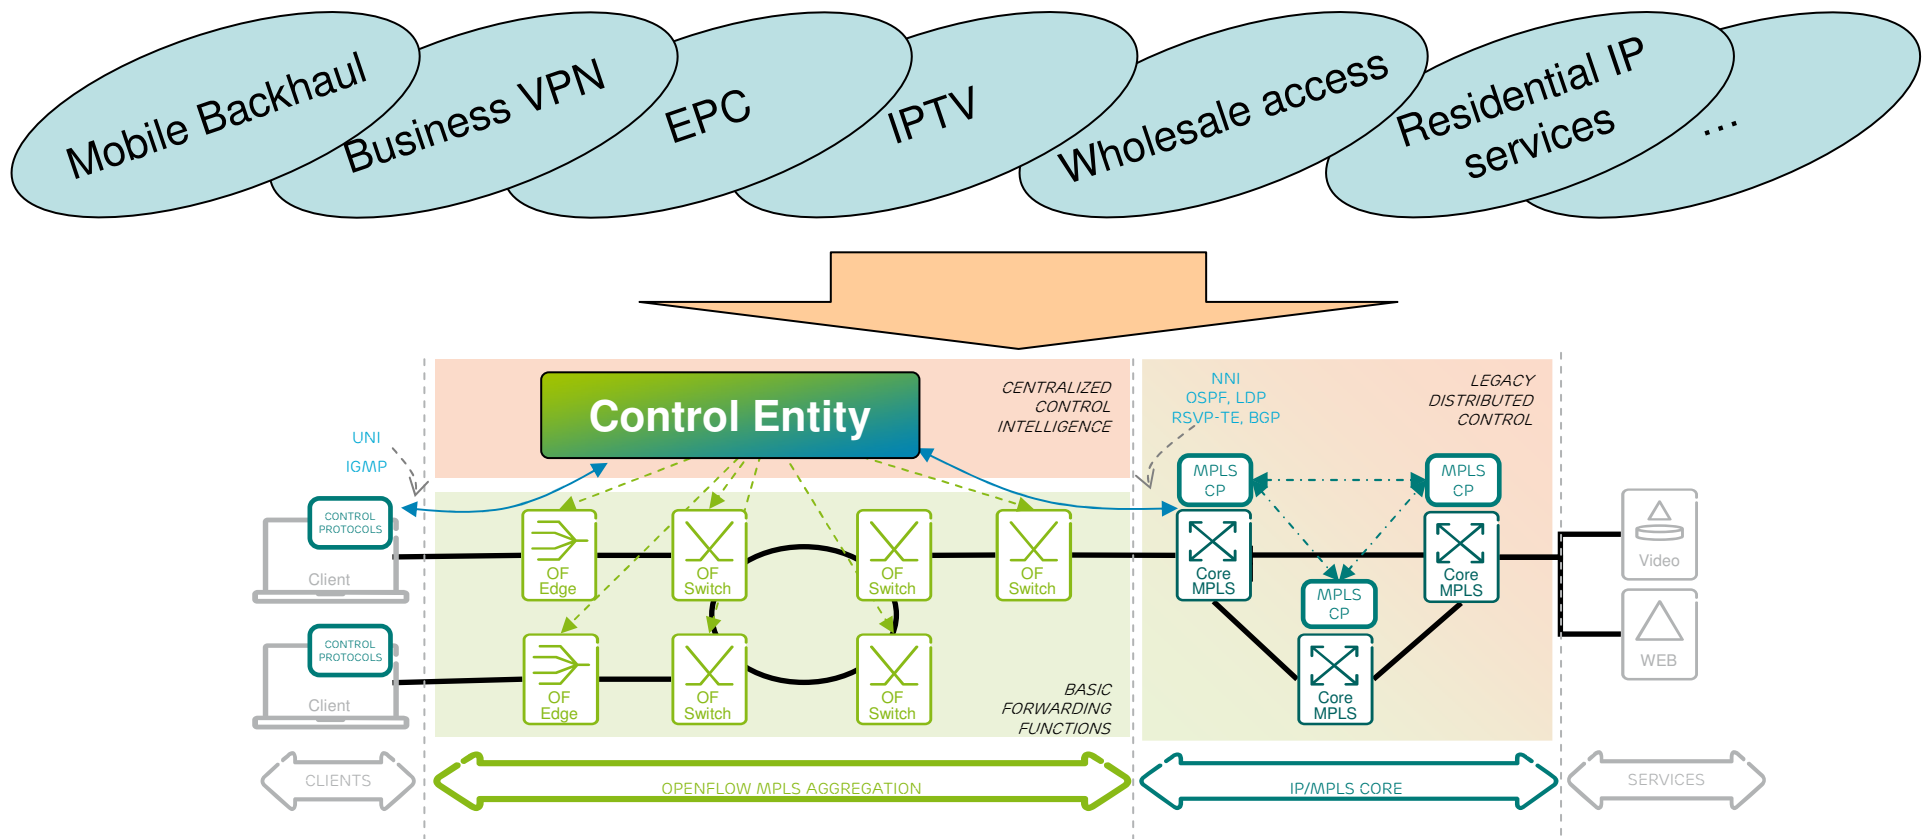 Mobile Backhaul
Business VPN
EPC
IPTV
Wholesale access
Residential IP
services
...
Control Entity
CENTRALIZED
CONTROL
INTELLIGENCE
NNI
OSPF, LDP
RSVP-TE, BGP
LEGACY
DISTRIBUTED
CONTROL
UNI
IGMP
MPLS
CP
MPLS
CP
CONTROL
PROTOCOLS
Client
OF
Edge
OF
Switch
OF
Switch
OF
Switch
Core
MPLS
Core
MPLS
Video
MPLS
CP
CONTROL
PROTOCOLS
Client
OF
Edge
OF
Switch
OF
Switch
BASIC
FORWARDING
FUNCTIONS
Core
MPLS
WEB
CLIENTS
OPENFLOW MPLS AGGREGATION
IP/MPLS CORE
SERVICES